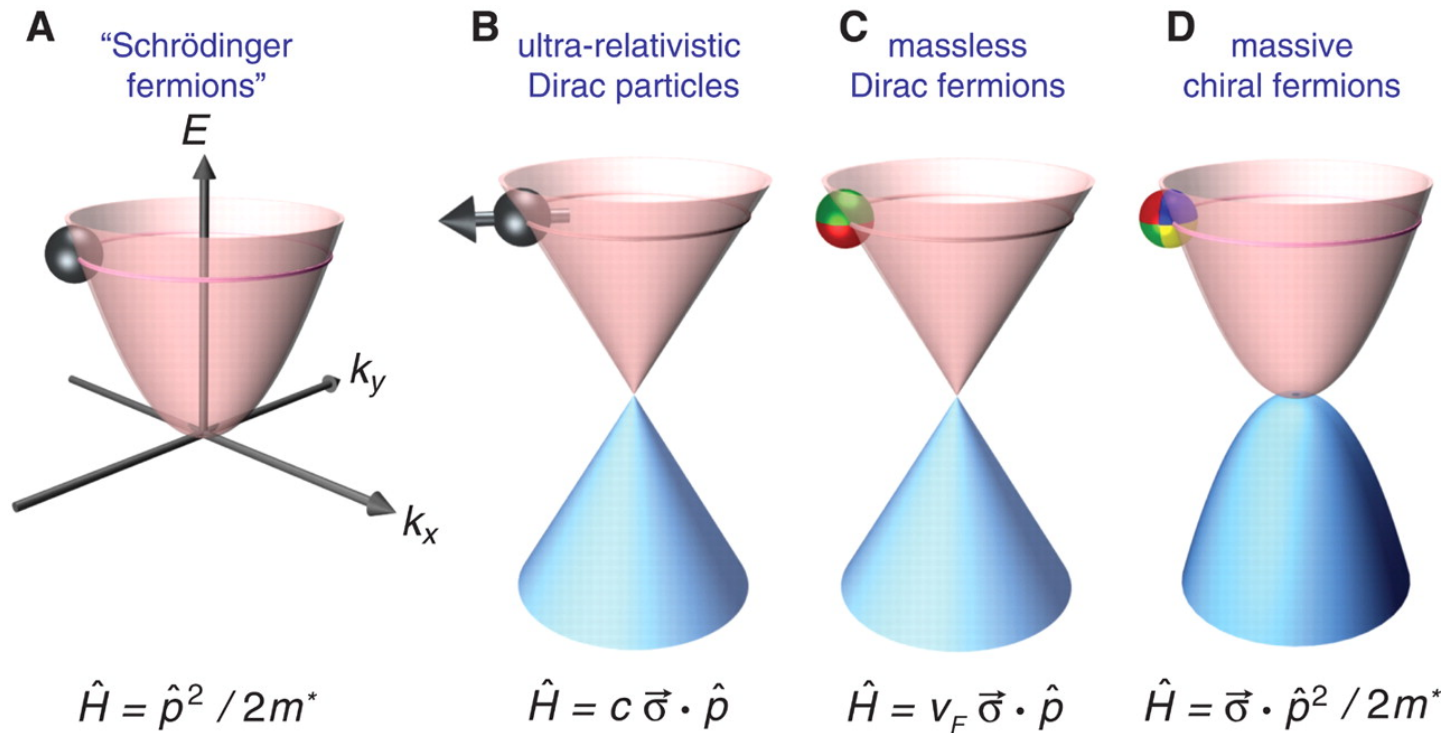 A
“Schrödinger
fermions”
E
k_y
k_x
Ĥ = p̂² / 2m*
B
ultra-relativistic
Dirac particles
Ĥ = c σ⃗ · p̂
C
massless
Dirac fermions
Ĥ = v_F σ⃗ · p̂
D
massive
chiral fermions
Ĥ = σ⃗ · p̂² / 2m*